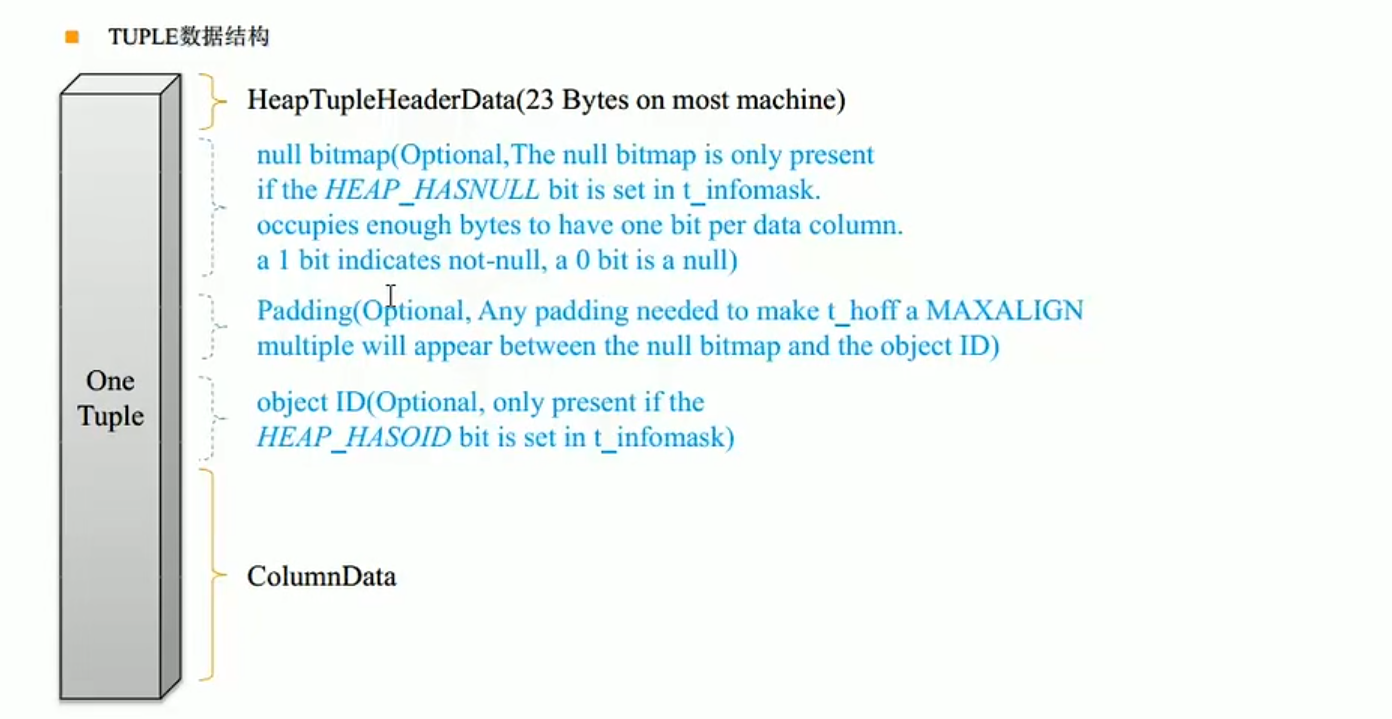 TUPLE数据结构
HeapTupleHeaderData(23 Bytes on most machine)
null bitmap(Optional,The null bitmap is only present
if the HEAP_HASNULL bit is set in t_infomask.
occupies enough bytes to have one bit per data column.
a 1 bit indicates not-null, a 0 bit is a null)
Padding(Optional, Any padding needed to make t_hoff a MAXALIGN
multiple will appear between the null bitmap and the object ID)
One
Tuple
object ID(Optional, only present if the
HEAP_HASOID bit is set in t_infomask)
ColumnData